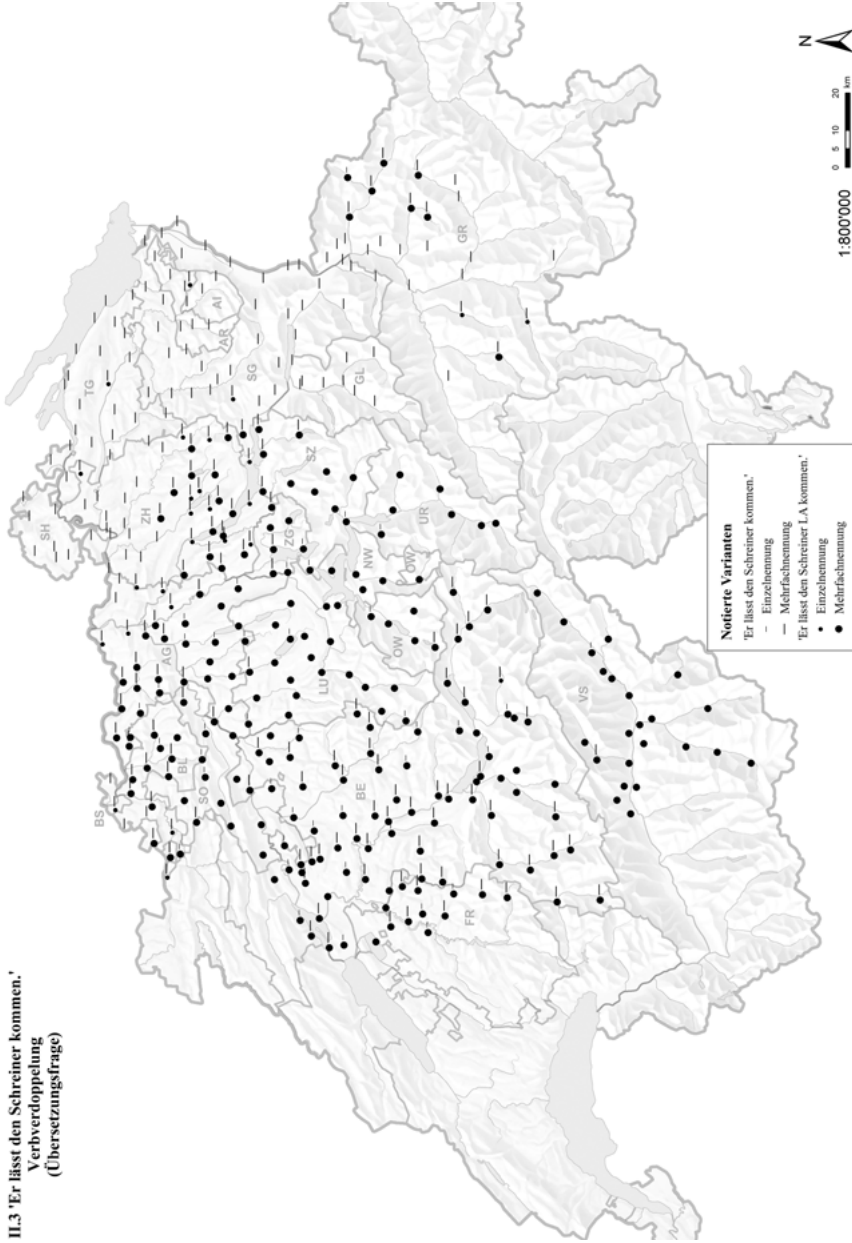 II.3 'Er lässt den Schreiner kommen.'
Verbverdoppelung
(Übersetzungsfrage)
SH
TG
BS
ZH
AG
BL
SO
AI
AR
SG
ZG
SZ
GL
LU
NW
OW
OW
UR
BE
GR
FR
VS
Notierte Varianten
'Er lässt den Schreiner kommen.'
– Einzelnennung
— Mehrfachnennung
'Er lässt den Schreiner LA kommen.'
• Einzelnennung
● Mehrfachnennung
N
0 5 10 20
km
1:800'000